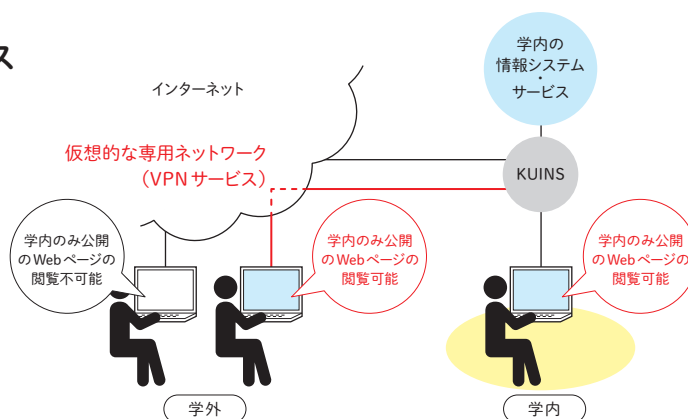 ス
学内の
情報システム
・
サービス
インターネット
仮想的な専用ネットワーク
（VPNサービス）
KUINS
学内のみ公開
のWebページの
閲覧不可能
学内のみ公開
のWebページの
閲覧可能
学内のみ公開
のWebページの
閲覧可能
学外
学内